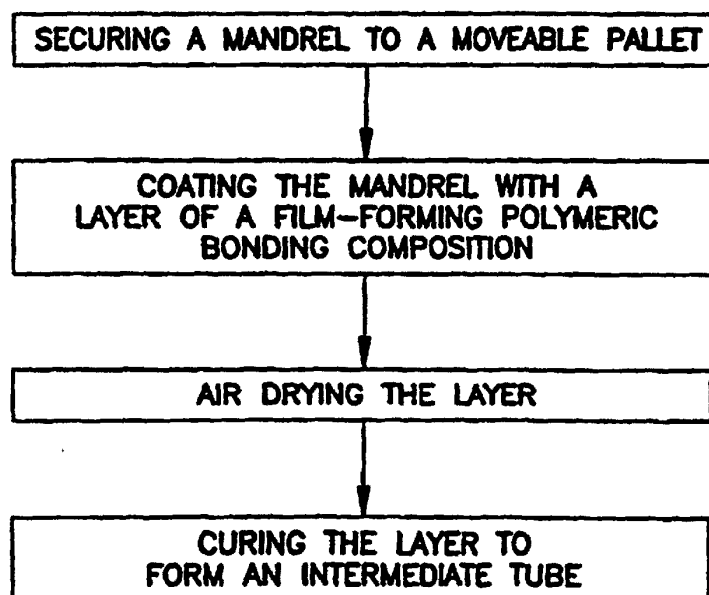 SECURING A MANDREL TO A MOVEABLE PALLET
COATING THE MANDREL WITH A
LAYER OF A FILM-FORMING POLYMERIC
BONDING COMPOSITION
AIR DRYING THE LAYER
CURING THE LAYER TO
FORM AN INTERMEDIATE TUBE